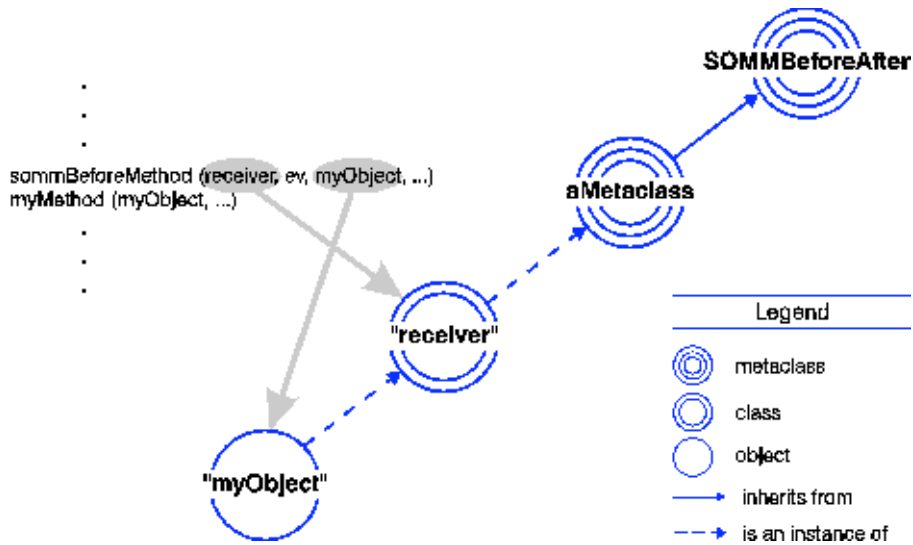 SOMMBeforeAfter
sommBeforeMethod (receiver, ev, myObject, ...)
myMethod (myObject, ...)
aMetaclass
"receiver"
"myObject"
Legend
metaclass
class
object
inherits from
is an instance of